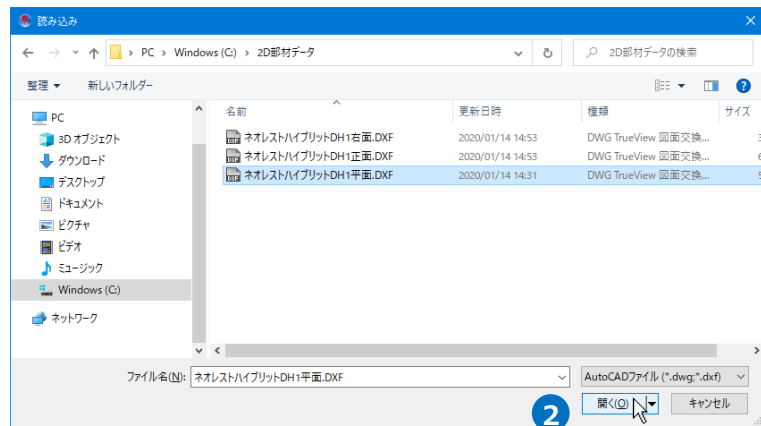 読み込み
PC › Windows (C:) › 2D部材データ
2D部材データの検索
整理 新しいフォルダー
名前 更新日時 種類 サイズ
PC
3D オブジェクト
ダウンロード
デスクトップ
ドキュメント
ピクチャ
ビデオ
ミュージック
Windows (C:)
ネットワーク
ネオレストハイブリットDH1右面.DXF 2020/01/14 14:53 DWG TrueView 図面交換...
ネオレストハイブリットDH1正面.DXF 2020/01/14 14:53 DWG TrueView 図面交換...
ネオレストハイブリットDH1平面.DXF 2020/01/14 14:31 DWG TrueView 図面交換...
ファイル名(N): ネオレストハイブリットDH1平面.DXF AutoCADファイル (*.dwg;*.dxf)
2 開く(O) キャンセル